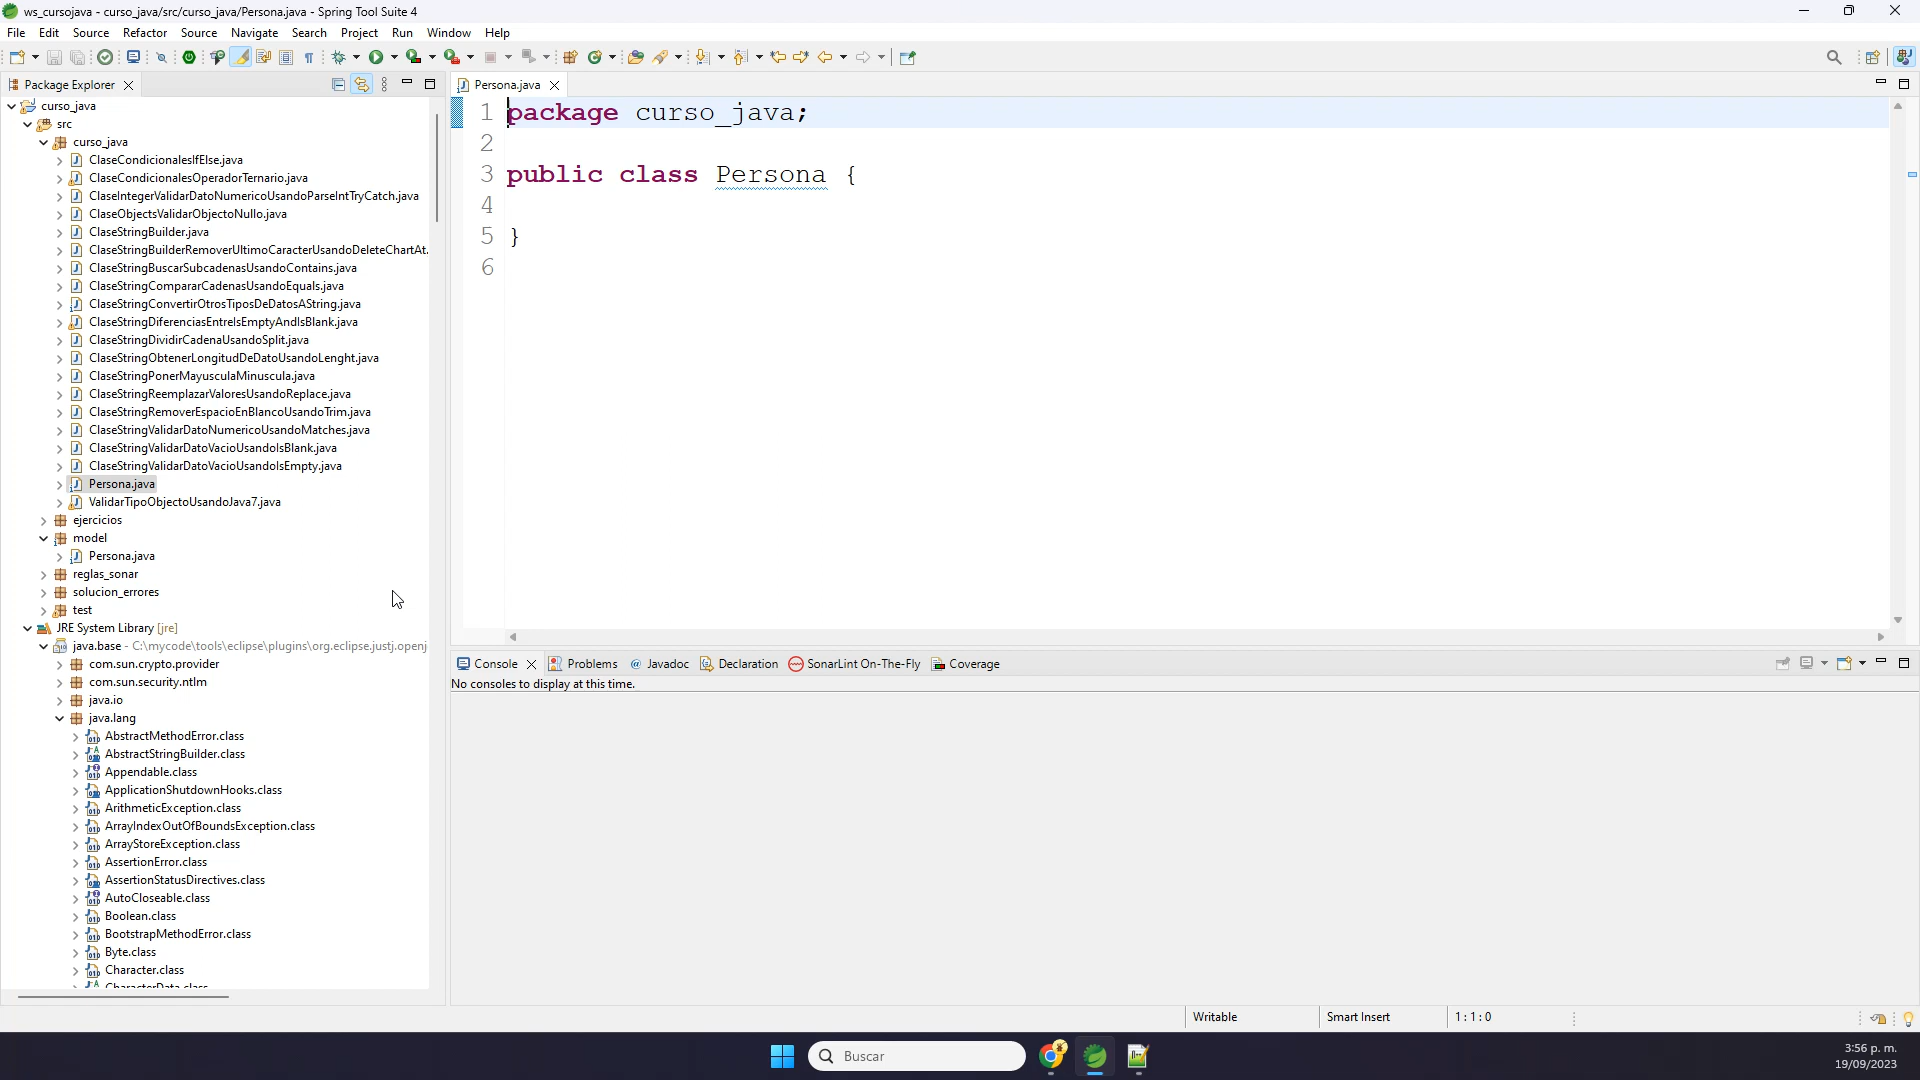 ws_cursojava - curso_java/src/curso_java/Persona.java - Spring Tool Suite 4
File Edit Source Refactor Source Navigate Search Project Run Window Help
Package Explorer
curso_java
src
curso_java
ClaseCondicionalesIfElse.java
ClaseCondicionalesOperadorTernario.java
ClaseIntegerValidarDatoNumericoUsandoParseIntTryCatch.java
ClaseObjectsValidarObjectoNullo.java
ClaseStringBuilder.java
ClaseStringBuilderRemoverUltimoCaracterUsandoDeleteChartAt.
ClaseStringBuscarSubcadenasUsandoContains.java
ClaseStringCompararCadenasUsandoEquals.java
ClaseStringConvertirOtrosTiposDeDatosAString.java
ClaseStringDiferenciasEntreIsEmptyAndIsBlank.java
ClaseStringDividirCadenaUsandoSplit.java
ClaseStringObtenerLongitudDeDatoUsandoLenght.java
ClaseStringPonerMayusculaMinuscula.java
ClaseStringReemplazarValoresUsandoReplace.java
ClaseStringRemoverEspacioEnBlancoUsandoTrim.java
ClaseStringValidarDatoNumericoUsandoMatches.java
ClaseStringValidarDatoVacioUsandoIsBlank.java
ClaseStringValidarDatoVacioUsandoIsEmpty.java
Persona.java
ValidarTipoObjectoUsandoJava7.java
ejercicios
model
Persona.java
reglas_sonar
solucion_errores
test
JRE System Library [jre]
java.base - C:\mycode\tools\eclipse\plugins\org.eclipse.justj.openj
com.sun.crypto.provider
com.sun.security.ntlm
java.io
java.lang
AbstractMethodError.class
AbstractStringBuilder.class
Appendable.class
ApplicationShutdownHooks.class
ArithmeticException.class
ArrayIndexOutOfBoundsException.class
ArrayStoreException.class
AssertionError.class
AssertionStatusDirectives.class
AutoCloseable.class
Boolean.class
BootstrapMethodError.class
Byte.class
Character.class
CharacterData.class
Persona.java
1 package curso_java;
2
3 public class Persona {
4
5 }
6
Console Problems Javadoc Declaration SonarLint On-The-Fly Coverage
No consoles to display at this time.
Writable Smart Insert 1 : 1 : 0
Buscar
3:56 p. m.
19/09/2023